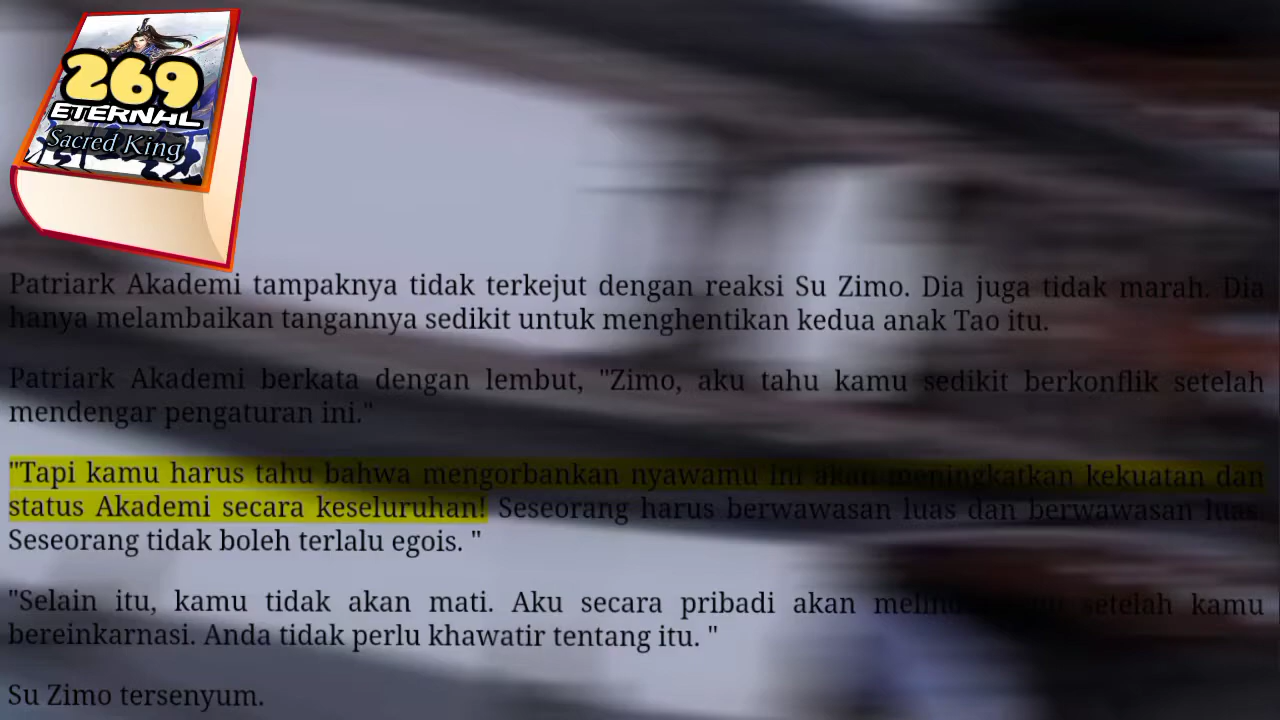 269
ETERNAL
Sacred King
Patriark Akademi tampaknya tidak terkejut dengan reaksi Su Zimo. Dia juga tidak marah. Dia
hanya melambaikan tangannya sedikit untuk menghentikan kedua anak Tao itu.
Patriark Akademi berkata dengan lembut, "Zimo, aku tahu kamu sedikit berkonflik setelah
mendengar pengaturan ini."
"Tapi kamu harus tahu bahwa mengorbankan nyawamu ini akan meningkatkan kekuatan dan
status Akademi secara keseluruhan! Seseorang harus berwawasan luas dan berwawasan luas.
Seseorang tidak boleh terlalu egois. "
"Selain itu, kamu tidak akan mati. Aku secara pribadi akan setelah kamu
bereinkarnasi. Anda tidak perlu khawatir tentang itu. "
Su Zimo tersenyum.